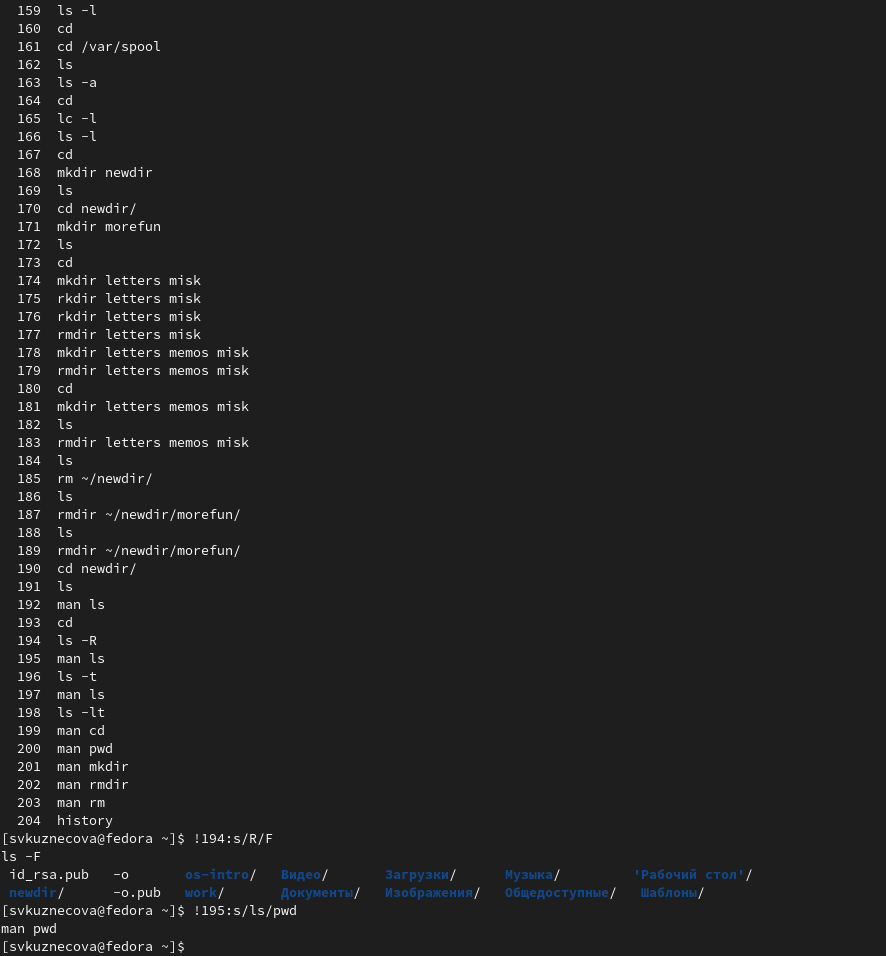 159  ls -l
160  cd
161  cd /var/spool
162  ls
163  ls -a
164  cd
165  lc -l
166  ls -l
167  cd
168  mkdir newdir
169  ls
170  cd newdir/
171  mkdir morefun
172  ls
173  cd
174  mkdir letters misk
175  rkdir letters misk
176  rkdir letters misk
177  rmdir letters misk
178  mkdir letters memos misk
179  rmdir letters memos misk
180  cd
181  mkdir letters memos misk
182  ls
183  rmdir letters memos misk
184  ls
185  rm ~/newdir/
186  ls
187  rmdir ~/newdir/morefun/
188  ls
189  rmdir ~/newdir/morefun/
190  cd newdir/
191  ls
192  man ls
193  cd
194  ls -R
195  man ls
196  ls -t
197  man ls
198  ls -lt
199  man cd
200  man pwd
201  man mkdir
202  man rmdir
203  man rm
204  history
[svkuznecova@fedora ~]$ !194:s/R/F
ls -F
id_rsa.pub   -o       os-intro/   Видео/       Загрузки/      Музыка/         'Рабочий стол'/
newdir/      -o.pub   work/       Документы/   Изображения/   Общедоступные/   Шаблоны/
[svkuznecova@fedora ~]$ !195:s/ls/pwd
man pwd
[svkuznecova@fedora ~]$